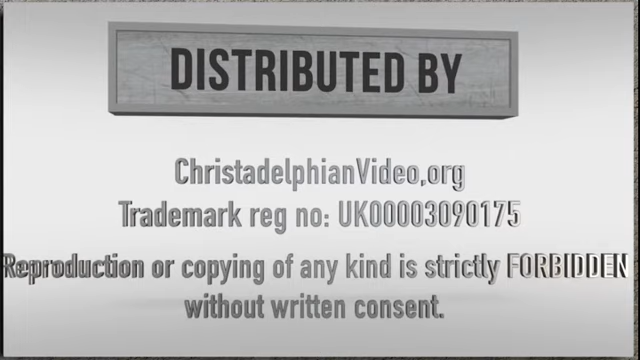 DISTRIBUTED BY
ChristadelphianVideo.org
Trademark reg no: UK00003090175
Reproduction or copying of any kind is strictly FORBIDDEN
without written consent.